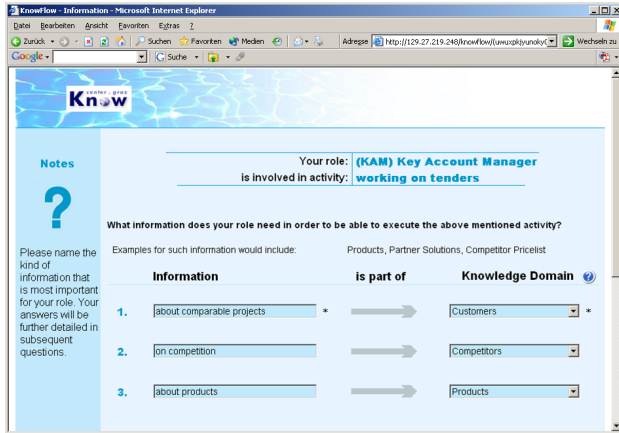 KnowFlow - Information - Microsoft Internet Explorer
Datei Bearbeiten Ansicht Favoriten Extras ?
Zurück Suchen Favoriten Medien
Adresse http://129.27.219.248/knowflow/(uwuxpkjyunoky( Wechseln zu
Google Suche
center - graz
Know
Notes
?
Please name the
kind of
information that
is most important
for your role. Your
answers will be
further detailed in
subsequent
questions.
Your role: (KAM) Key Account Manager
is involved in activity: working on tenders
What information does your role need in order to be able to execute the above mentioned activity?
Examples for such information would include: Products, Partner Solutions, Competitor Pricelist
Information is part of Knowledge Domain ?
1. about comparable projects * Customers *
2. on competition Competitors
3. about products Products